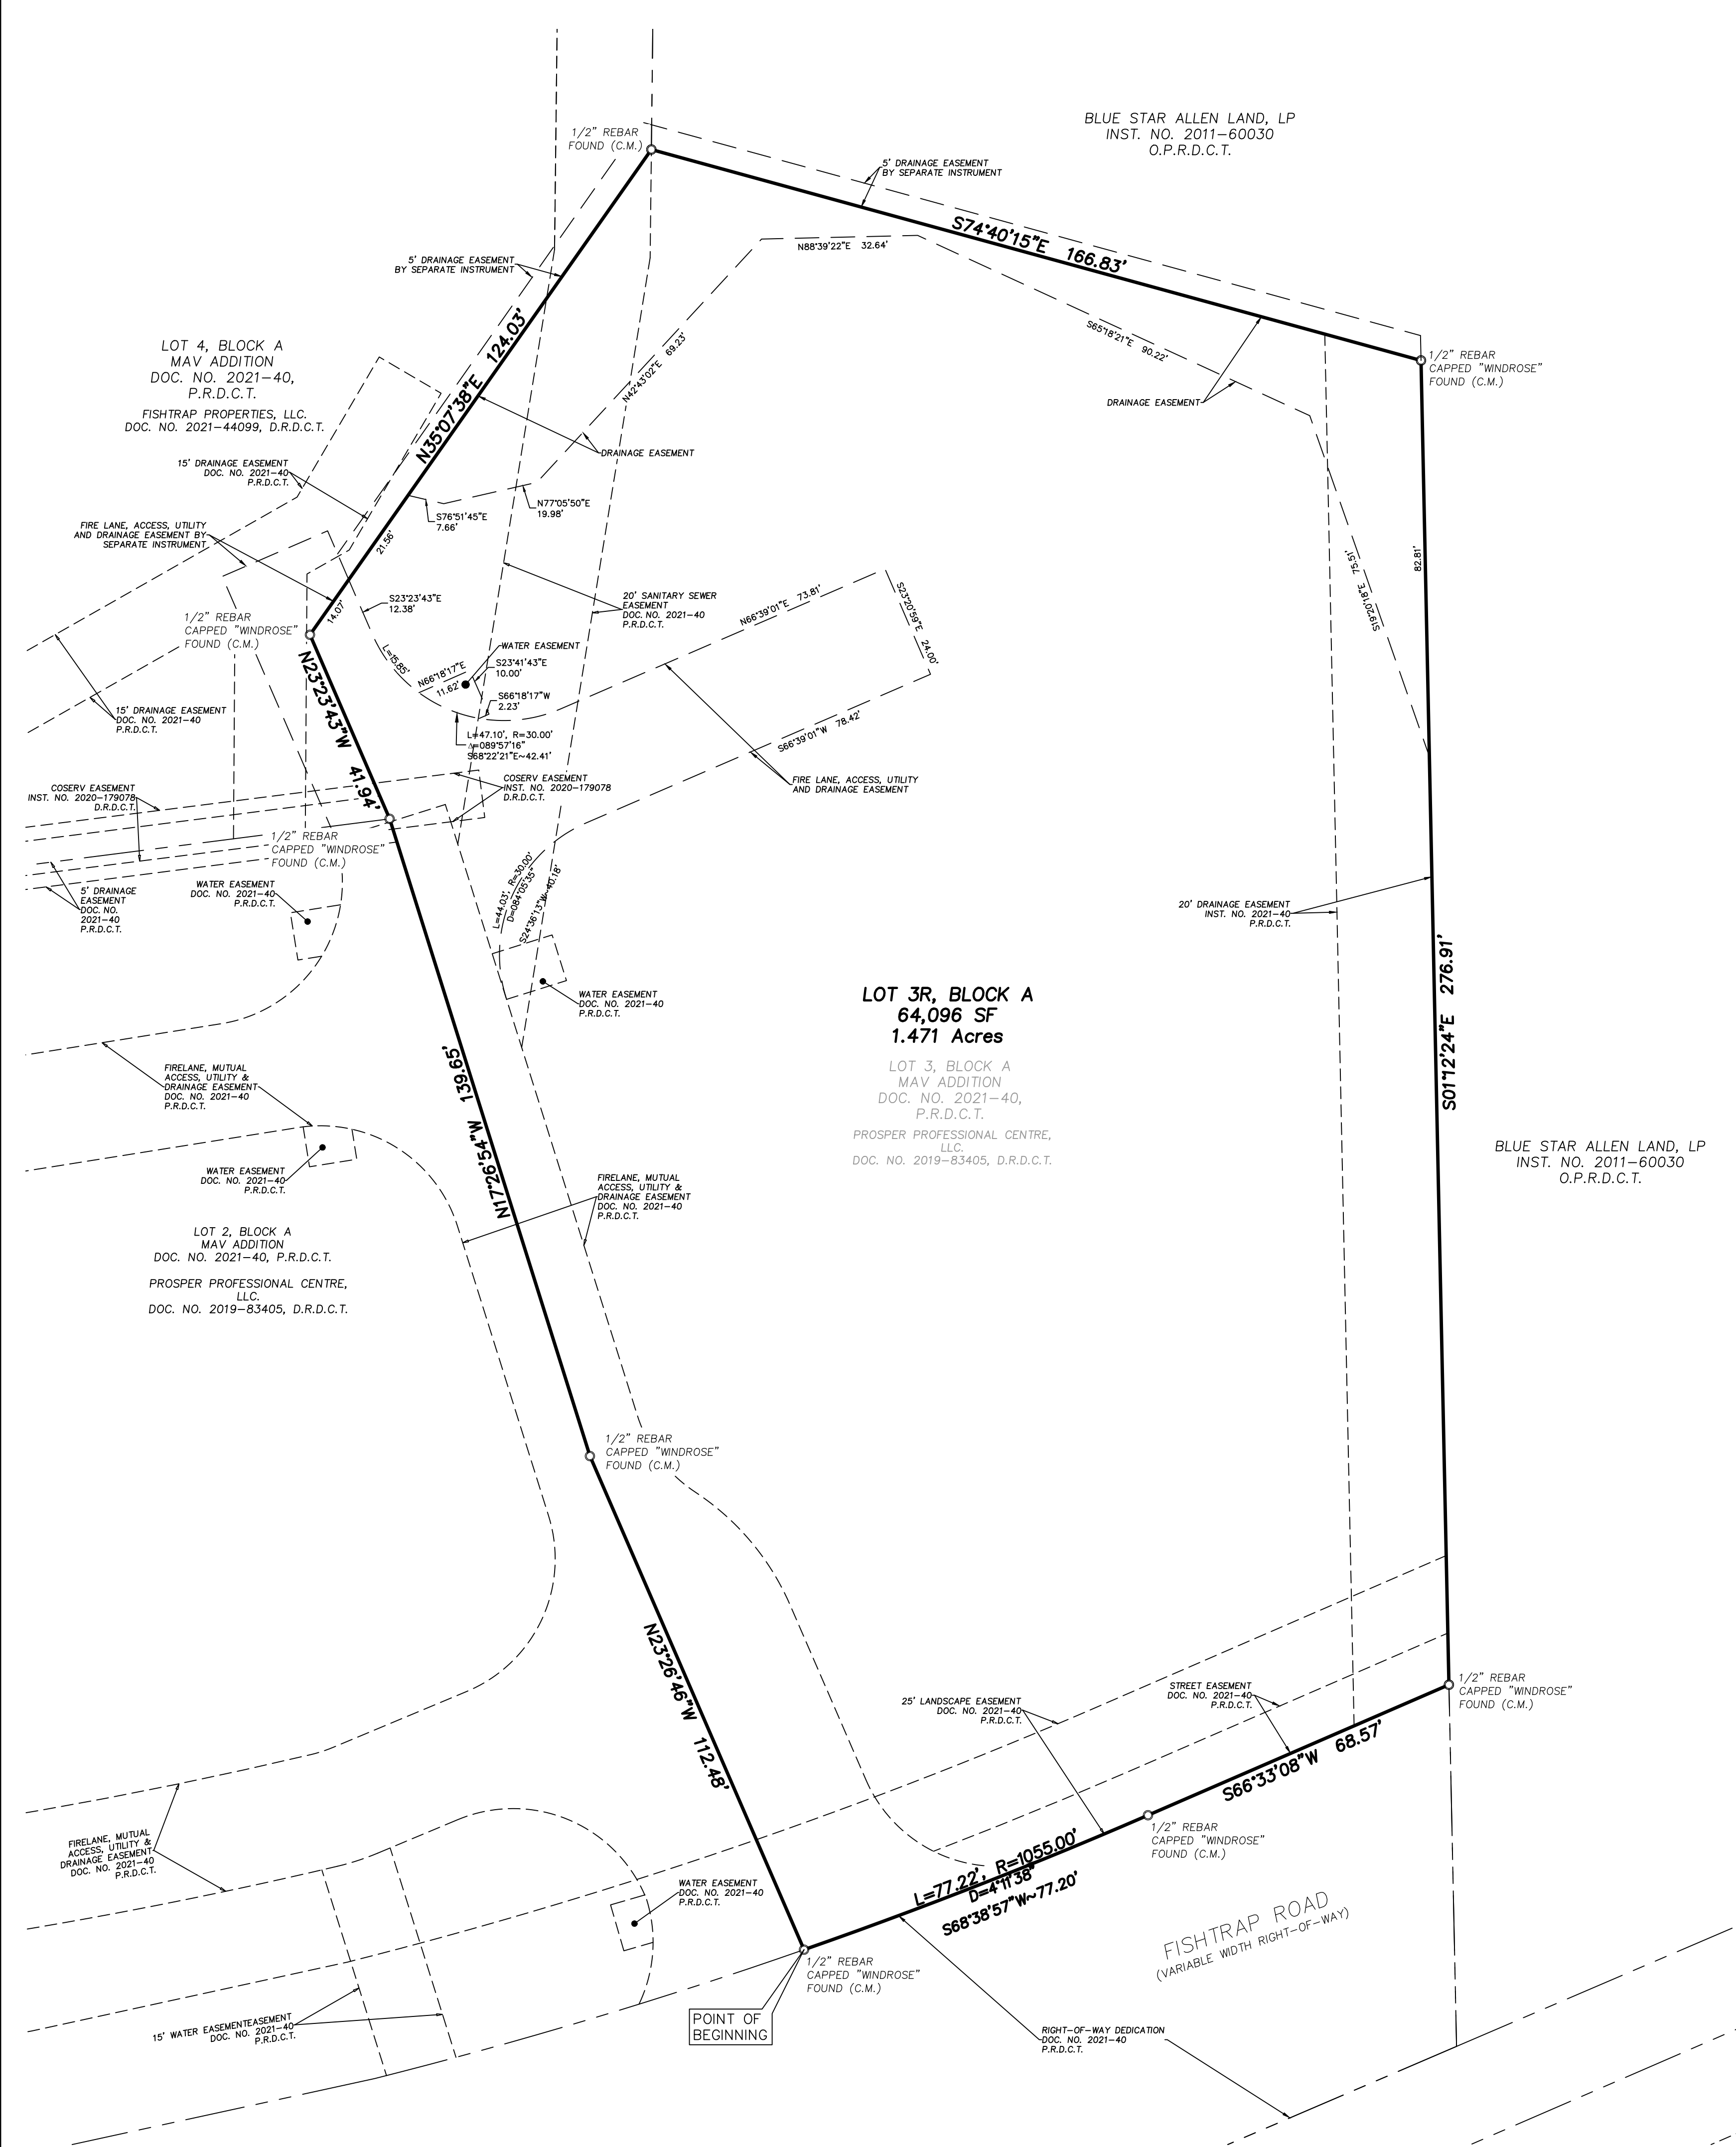 1/2" REBAR
FOUND (C.M.)
BLUE STAR ALLEN LAND, LP
INST. NO. 2011-60030
O.P.R.D.C.T.
5' DRAINAGE EASEMENT
BY SEPARATE INSTRUMENT
S74°40'15"E 166.83'
N88°39'22"E 32.64'
5' DRAINAGE EASEMENT
BY SEPARATE INSTRUMENT
S65°18'21"E 90.22'
1/2" REBAR
CAPPED "WINDROSE"
FOUND (C.M.)
DRAINAGE EASEMENT
LOT 4, BLOCK A
MAV ADDITION
DOC. NO. 2021-40,
P.R.D.C.T.
FISHTRAP PROPERTIES, LLC.
DOC. NO. 2021-44099, D.R.D.C.T.
N35°07'38"E 124.03'
N42°43'02"E 69.23'
DRAINAGE EASEMENT
15' DRAINAGE EASEMENT
DOC. NO. 2021-40
P.R.D.C.T.
N77°05'50"E
19.98'
S76°51'45"E
7.66'
21.56'
FIRE LANE, ACCESS, UTILITY
AND DRAINAGE EASEMENT BY
SEPARATE INSTRUMENT
14.07'
82.81'
S19°20'18"E 75.51'
S23°23'43"E
12.38'
20' SANITARY SEWER
EASEMENT
DOC. NO. 2021-40
P.R.D.C.T.
N66°39'01"E 73.81'
S23°20'59"E 24.00'
1/2" REBAR
CAPPED "WINDROSE"
FOUND (C.M.)
L=15.85'
WATER EASEMENT
S23°41'43"E
10.00'
N66°18'17"E
11.62'
S66°18'17"W
2.23'
N23°23'43"W 41.94'
15' DRAINAGE EASEMENT
DOC. NO. 2021-40
P.R.D.C.T.
L=47.10', R=30.00'
Δ=089°57'16"
S68°22'21"E~42.41'
S66°39'01"W 78.42'
FIRE LANE, ACCESS, UTILITY
AND DRAINAGE EASEMENT
COSERV EASEMENT
INST. NO. 2020-179078
D.R.D.C.T.
COSERV EASEMENT
INST. NO. 2020-179078
D.R.D.C.T.
1/2" REBAR
CAPPED "WINDROSE"
FOUND (C.M.)
5' DRAINAGE
EASEMENT
DOC. NO.
2021-40
P.R.D.C.T.
WATER EASEMENT
DOC. NO. 2021-40
P.R.D.C.T.
L=44.03', R=30.00'
D=084°05'35"
S24°36'13"W~40.18'
20' DRAINAGE EASEMENT
INST. NO. 2021-40
P.R.D.C.T.
WATER EASEMENT
DOC. NO. 2021-40
P.R.D.C.T.
LOT 3R, BLOCK A
64,096 SF
1.471 Acres
LOT 3, BLOCK A
MAV ADDITION
DOC. NO. 2021-40,
P.R.D.C.T.
PROSPER PROFESSIONAL CENTRE,
LLC.
DOC. NO. 2019-83405, D.R.D.C.T.
S01°12'24"E 276.91'
N17°26'54"W 139.65'
FIRELANE, MUTUAL
ACCESS, UTILITY &
DRAINAGE EASEMENT
DOC. NO. 2021-40
P.R.D.C.T.
WATER EASEMENT
DOC. NO. 2021-40
P.R.D.C.T.
FIRELANE, MUTUAL
ACCESS, UTILITY &
DRAINAGE EASEMENT
DOC. NO. 2021-40
P.R.D.C.T.
BLUE STAR ALLEN LAND, LP
INST. NO. 2011-60030
O.P.R.D.C.T.
LOT 2, BLOCK A
MAV ADDITION
DOC. NO. 2021-40, P.R.D.C.T.
PROSPER PROFESSIONAL CENTRE,
LLC.
DOC. NO. 2019-83405, D.R.D.C.T.
1/2" REBAR
CAPPED "WINDROSE"
FOUND (C.M.)
N23°26'46"W 112.48'
25' LANDSCAPE EASEMENT
DOC. NO. 2021-40
P.R.D.C.T.
STREET EASEMENT
DOC. NO. 2021-40
P.R.D.C.T.
1/2" REBAR
CAPPED "WINDROSE"
FOUND (C.M.)
S66°33'08"W 68.57'
1/2" REBAR
CAPPED "WINDROSE"
FOUND (C.M.)
L=77.22', R=1055.00'
D=4°11'38"
S68°38'57"W~77.20'
FIRELANE, MUTUAL
ACCESS, UTILITY &
DRAINAGE EASEMENT
DOC. NO. 2021-40
P.R.D.C.T.
WATER EASEMENT
DOC. NO. 2021-40
P.R.D.C.T.
FISHTRAP ROAD
(VARIABLE WIDTH RIGHT-OF-WAY)
1/2" REBAR
CAPPED "WINDROSE"
FOUND (C.M.)
POINT OF
BEGINNING
15' WATER EASEMENTEASEMENT
DOC. NO. 2021-40
P.R.D.C.T.
RIGHT-OF-WAY DEDICATION
DOC. NO. 2021-40
P.R.D.C.T.